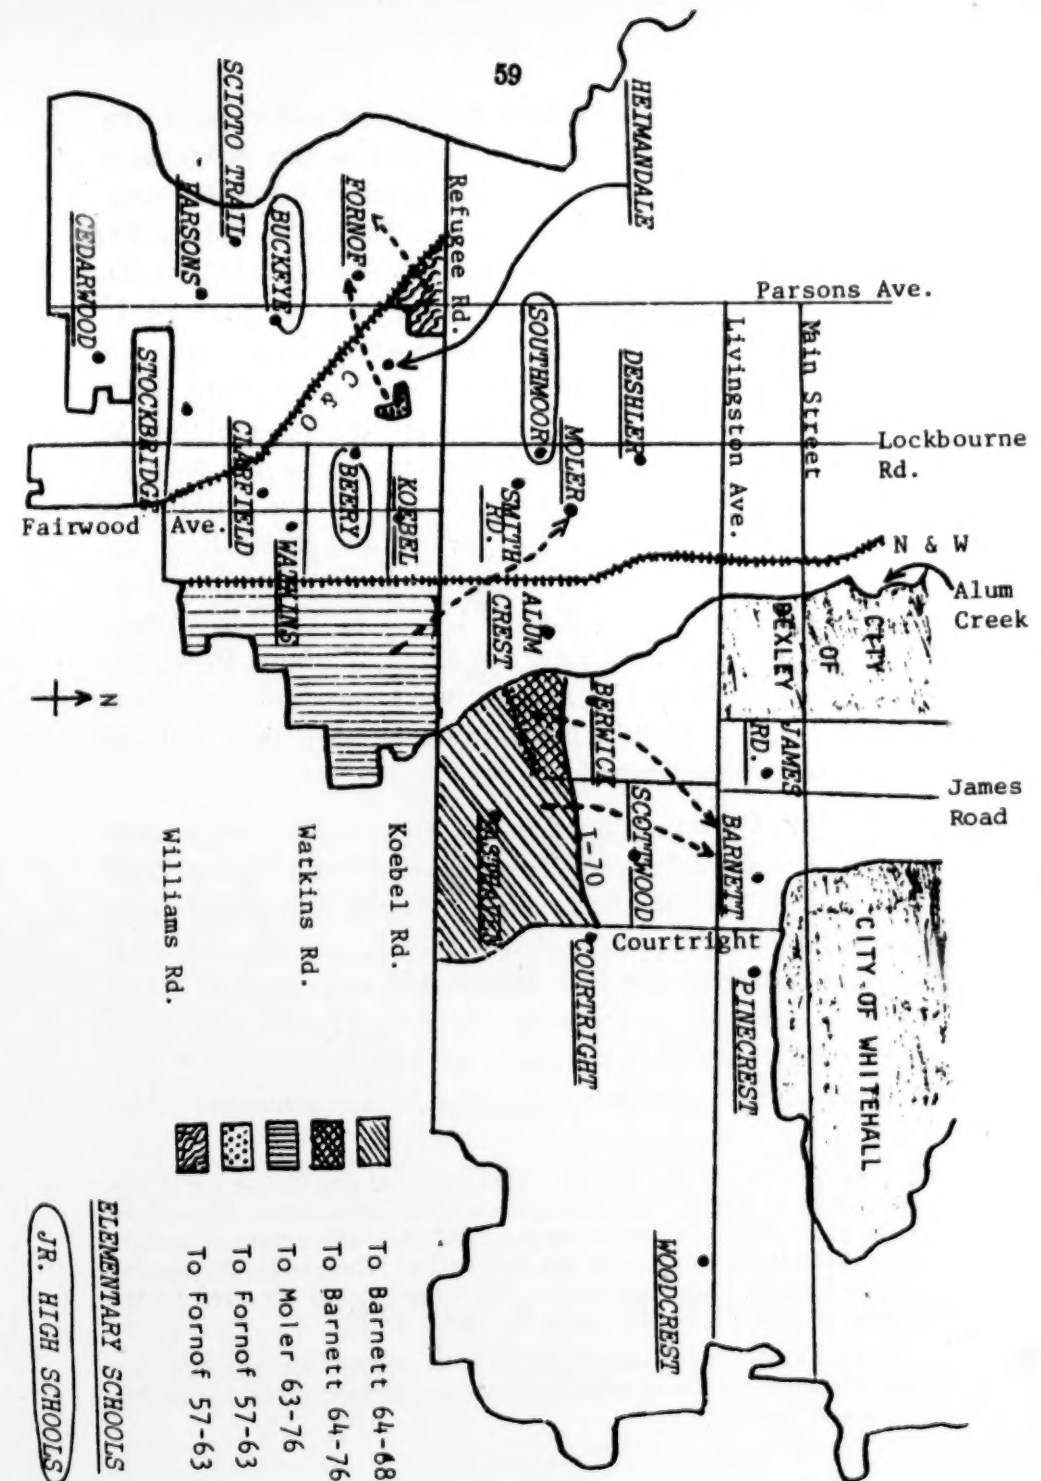 59
HEIMANDALE
SCIOTO TRAIL
PARSONS
CEDARWOOD
BUCKEYE
FORNOF
Refugee Rd.
Parsons Ave.
STOCKBRIDGE
C & O
SOUTHMOOR
DESHLER
Livingston Ave.
Main Street
Lockbourne
Rd.
MOLER
CLARFIELD
BEERY
KOEBEL
SMITH
RD.
Fairwood Ave.
WATKINS
N & W
Alum
Creek
ALUM
CREST
CITY
OF
BEXLEY
N
BERWICK
JAMES
RD.
James
Road
SCOTTWOOD
BARNETT
I-70
EASTHAVEN
Williams Rd.
Watkins Rd.
Koebel Rd.
Courtright
COURTRIGHT
PINECREST
CITY OF WHITEHALL
WOODCREST
To Barnett 64-68
To Barnett 64-76
To Moler 63-76
To Fornof 57-63
To Fornof 57-63
ELEMENTARY SCHOOLS
JR. HIGH SCHOOLS